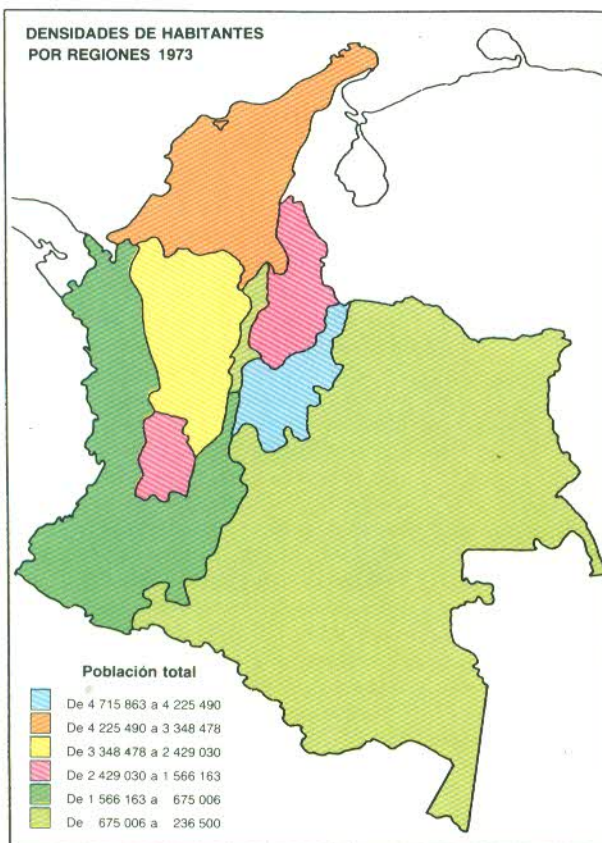 DENSIDADES DE HABITANTES
POR REGIONES 1973
Población total
De 4 715 863 a 4 225 490
De 4 225 490 a 3 348 478
De 3 348 478 a 2 429 030
De 2 429 030 a 1 566 163
De 1 566 163 a 675 006
De 675 006 a 236 500